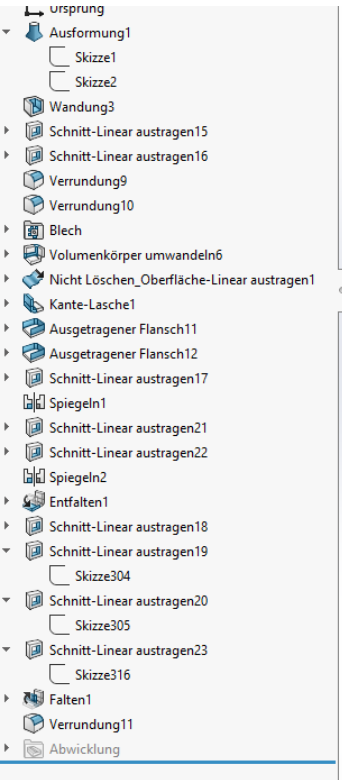 Ursprung
Ausformung1
Skizze1
Skizze2
Wandung3
Schnitt-Linear austragen15
Schnitt-Linear austragen16
Verrundung9
Verrundung10
Blech
Volumenkörper umwandeln6
Nicht Löschen_Oberfläche-Linear austragen1
Kante-Lasche1
Ausgetragener Flansch11
Ausgetragener Flansch12
Schnitt-Linear austragen17
Spiegeln1
Schnitt-Linear austragen21
Schnitt-Linear austragen22
Spiegeln2
Entfalten1
Schnitt-Linear austragen18
Schnitt-Linear austragen19
Skizze304
Schnitt-Linear austragen20
Skizze305
Schnitt-Linear austragen23
Skizze316
Falten1
Verrundung11
Abwicklung